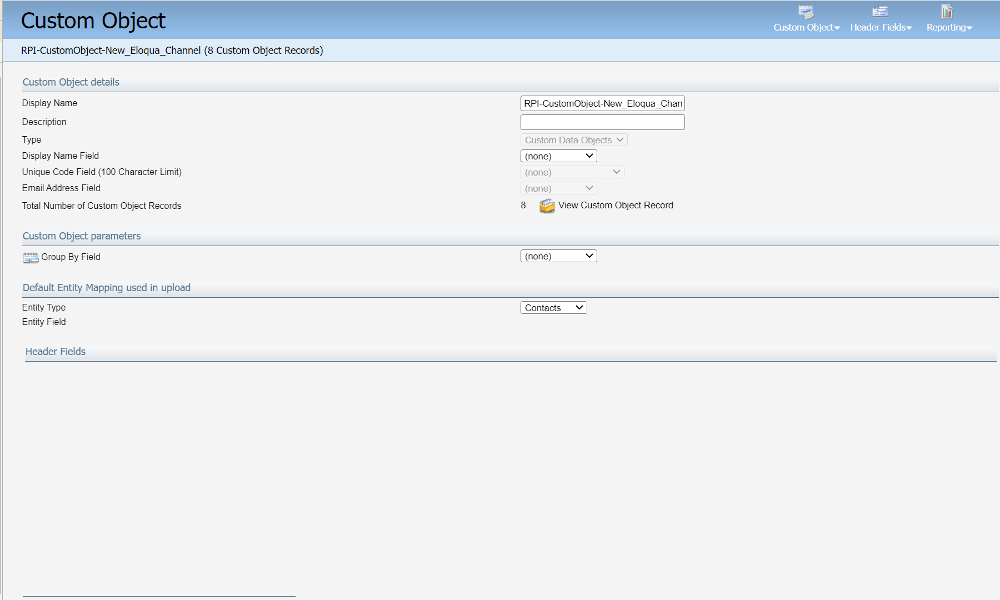 Custom Object
Custom Object
Header Fields
Reporting
RPI-CustomObject-New_Eloqua_Channel (8 Custom Object Records)
Custom Object details
Display Name
RPI-CustomObject-New_Eloqua_Chan
Description
Type
Custom Data Objects
Display Name Field
(none)
Unique Code Field (100 Character Limit)
(none)
Email Address Field
(none)
Total Number of Custom Object Records
8 View Custom Object Record
Custom Object parameters
Group By Field
(none)
Default Entity Mapping used in upload
Entity Type
Contacts
Entity Field
Header Fields